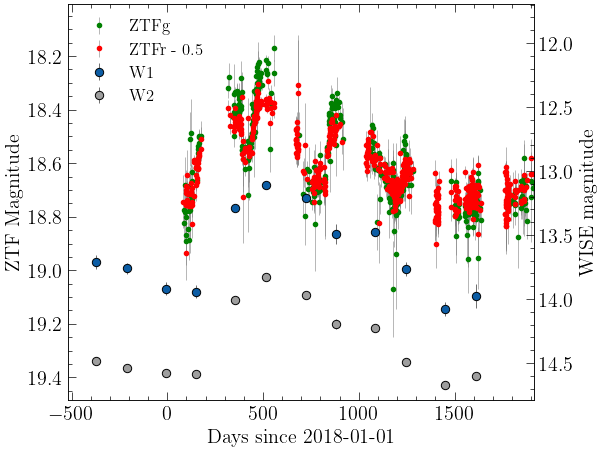 ZTFg
ZTFr - 0.5
W1
W2
18.2
18.4
18.6
18.8
19.0
19.2
19.4
ZTF Magnitude
12.0
12.5
13.0
13.5
14.0
14.5
WISE magnitude
−500
0
500
1000
1500
Days since 2018-01-01